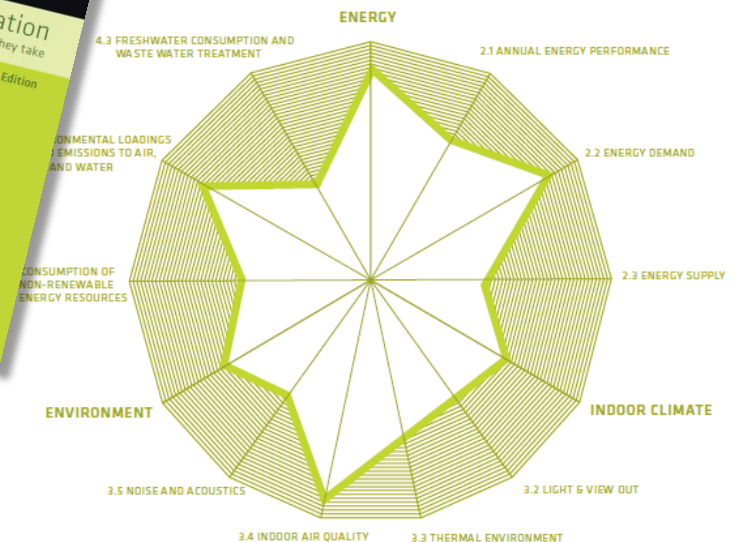 ation
hey take
Edition
ENERGY
4.3 FRESHWATER CONSUMPTION AND
WASTE WATER TREATMENT
2.1 ANNUAL ENERGY PERFORMANCE
ONMENTAL LOADINGS
EMISSIONS TO AIR,
AND WATER
2.2 ENERGY DEMAND
CONSUMPTION OF
NON-RENEWABLE
ENERGY RESOURCES
2.3 ENERGY SUPPLY
ENVIRONMENT
INDOOR CLIMATE
3.5 NOISE AND ACOUSTICS
3.2 LIGHT & VIEW OUT
3.4 INDOOR AIR QUALITY
3.3 THERMAL ENVIRONMENT